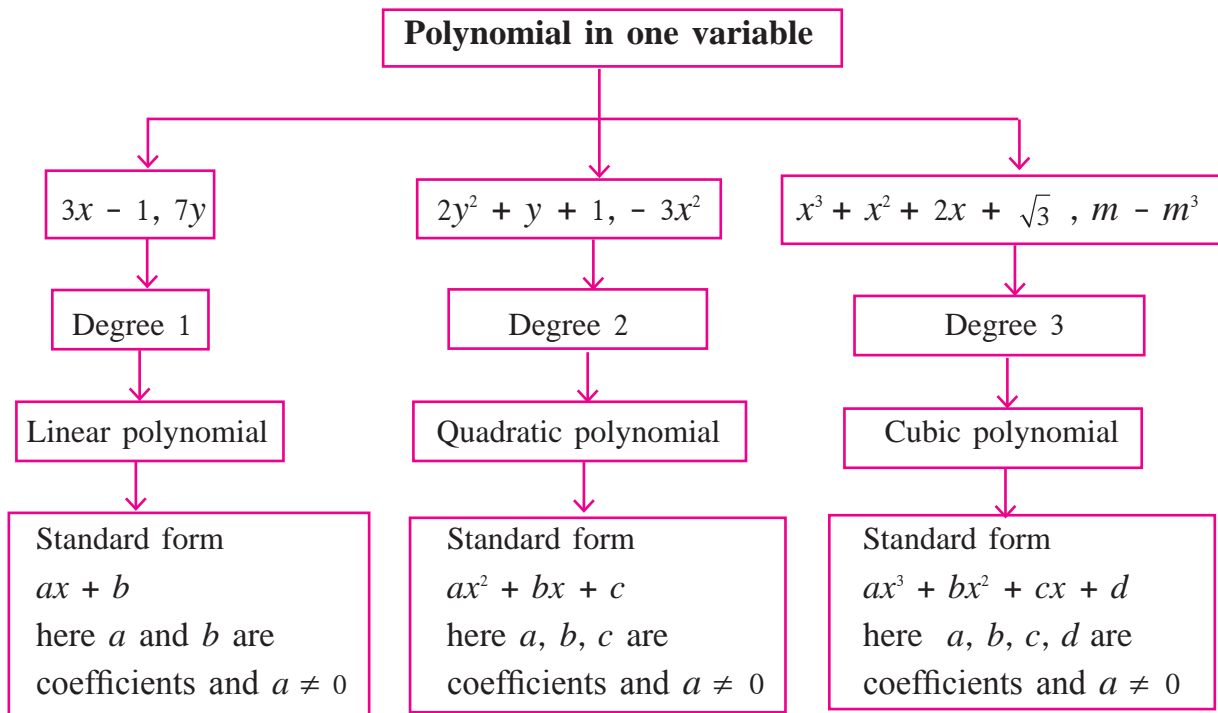 Polynomial in one variable
3x - 1, 7y
2y² + y + 1, - 3x²
x³ + x² + 2x + √3 , m - m³
Degree 1
Degree 2
Degree 3
Linear polynomial
Quadratic polynomial
Cubic polynomial
Standard form
ax + b
here a and b are
coefficients and a ≠ 0
Standard form
ax² + bx + c
here a, b, c are
coefficients and a ≠ 0
Standard form
ax³ + bx² + cx + d
here a, b, c, d are
coefficients and a ≠ 0